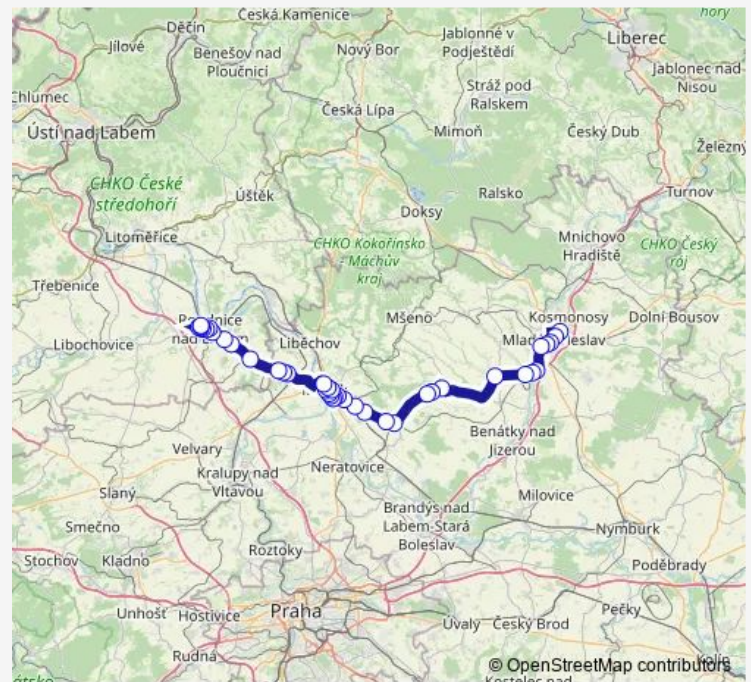 Česká Kamenice
hory
Děčín
Jílové
Benešov nad
Ploučnicí
Nový Bor
Jablonné v
Podještědí
Liberec
Jablonec nad
Nisou
Chlumec
Stráž pod
Ralskem
Česká Lípa
Ústí nad Labem
Mimoň
Český Dub
Železný
CHKO České
středohoří
Úštěk
Ralsko
Turnov
Doksy
Litoměřice
CHKO Kokořínsko
- Máchův
kraj
Mnichovo
Hradiště
CHKO Český
ráj
Třebenice
Mšeno
Kosmonosy
Dolní Bousov
Libochovice
Liběchov
Benátky nad
Jizerou
Velvary
Neratovice
Kralupy nad
Vltavou
Slaný
Milovice
Brandýs nad
Labem-Stará
Boleslav
Smečno
Nymburk
Roztoky
Stochov
Kladno
Poděbrady
Unhošť
Hostivice
Praha
Pečky
Úvaly
Český Brod
Rudná
© OpenStreetMap contributors
Kostelec nad